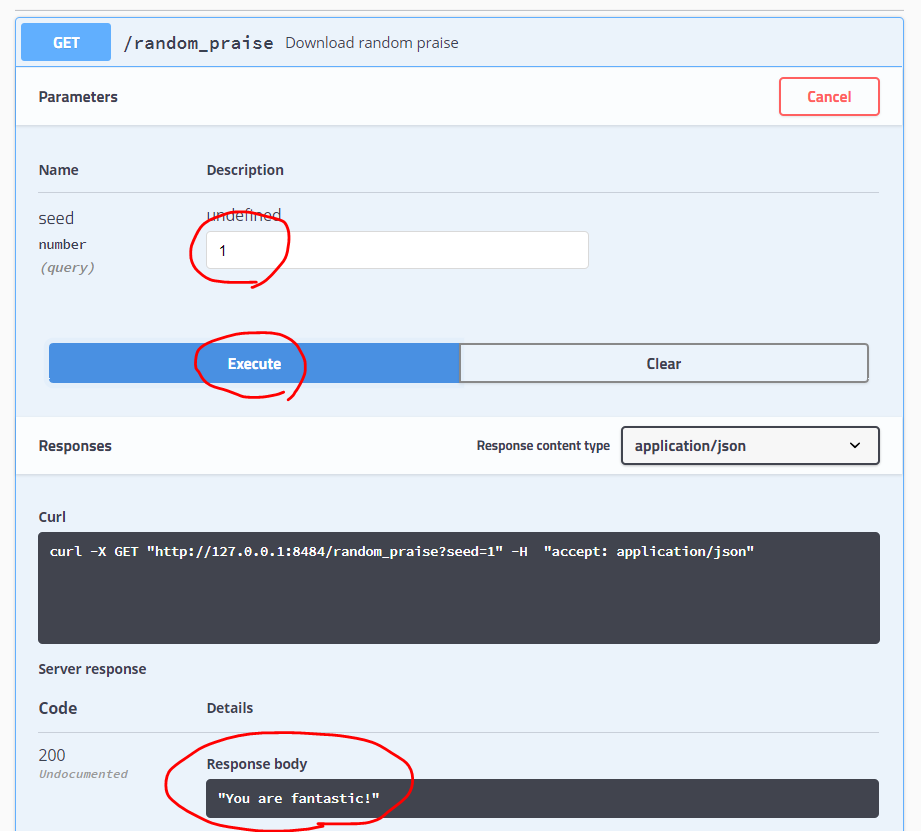 GET /random_praise Download random praise
Parameters Cancel
Name Description
seed undefined
number 1
(query)
Execute Clear
Responses Response content type application/json
Curl
curl -X GET "http://127.0.0.1:8484/random_praise?seed=1" -H  "accept: application/json"
Server response
Code Details
200 Response body
Undocumented
"You are fantastic!"